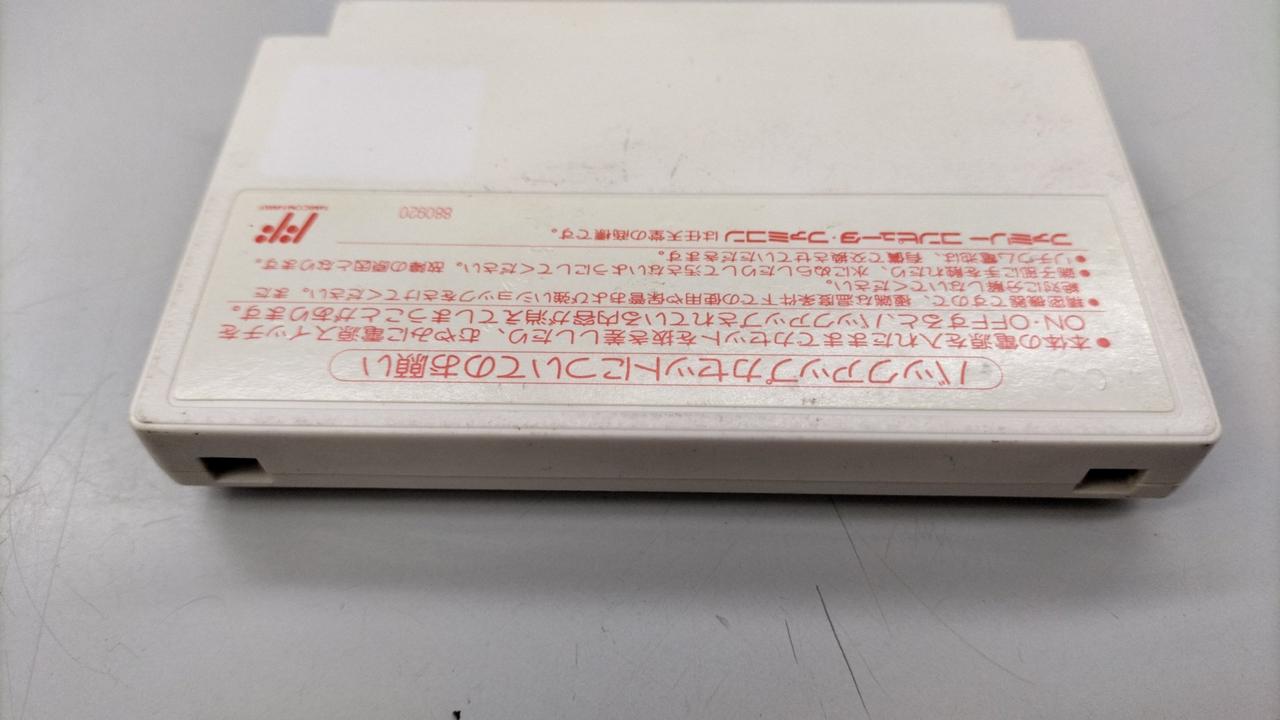 バックアップカセットについてのお願い
●本体の電源を入れたままでカセットを抜き差ししたり、むやみに電源スイッチを
ON・OFFすると、バックアップされている内容が消えてしまうことがあります。
●精密機器ですので、極端な温度条件下での使用や保管および強いショックをさけてください。また
絶対に分解しないでください。
●端子部に手を触れたり、水にぬらしたりして汚さないようにしてください。故障の原因となります。
●リチウム電池は、有償で交換させていただきます。
ファミリーコンピュータ・ファミコンは任天堂の商標です。
880920
FAMICOM FAMILY